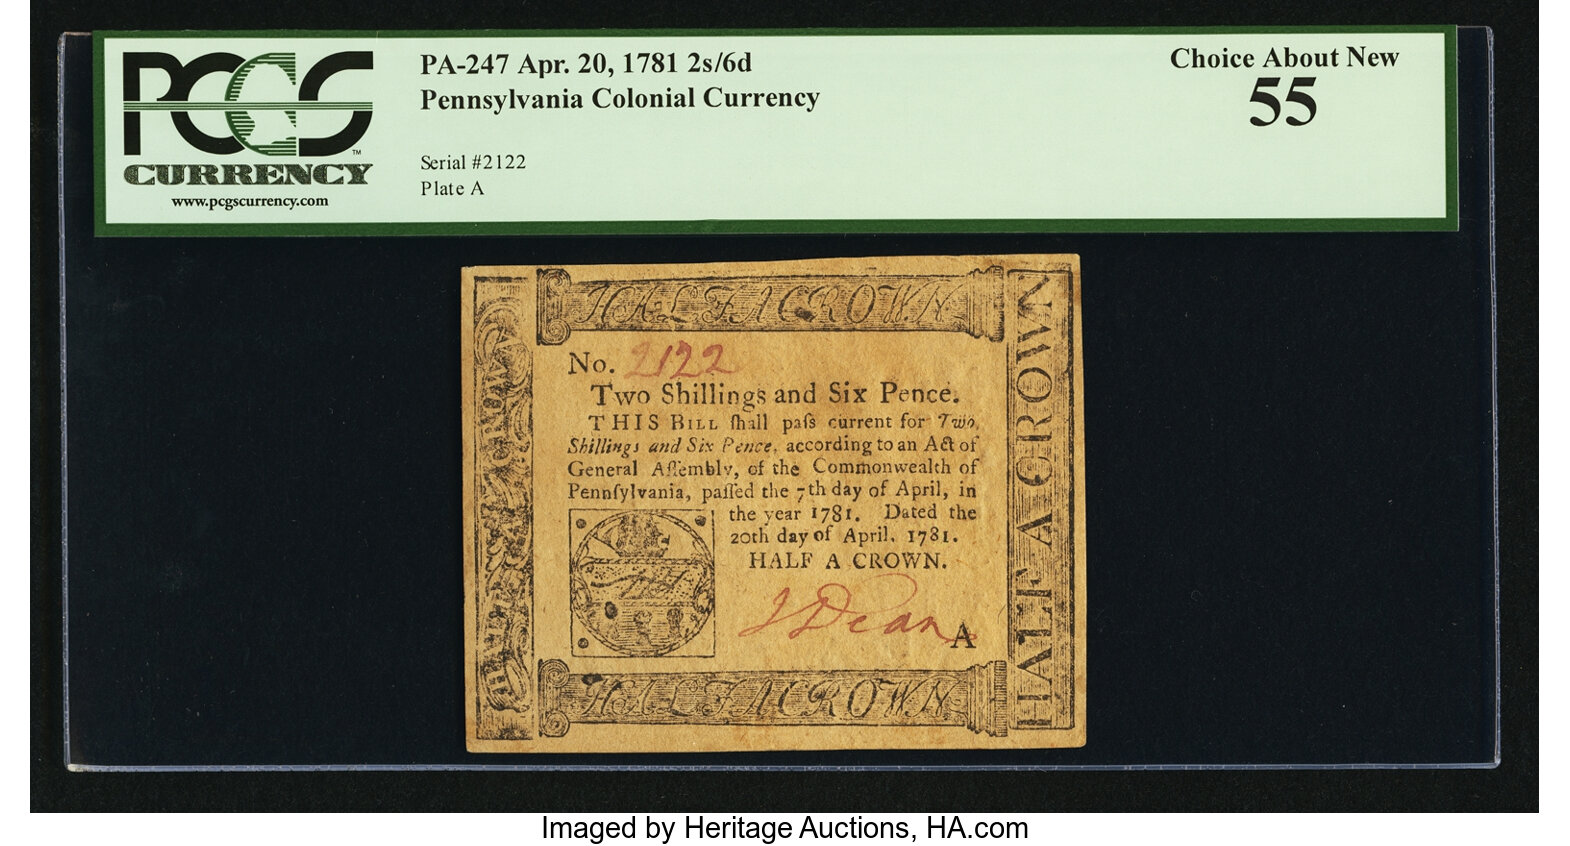 PCGS
™
CURRENCY
www.pcgscurrency.com
PA-247 Apr. 20, 1781 2s/6d
Pennsylvania Colonial Currency
Serial #2122
Plate A
Choice About New
55
HALF A CROWN
No. 2122
Two Shillings and Six Pence.
THIS BILL ſhall paſs current for Two
Shillings and Six Pence, according to an Act of
General Aſſembly, of the Commonwealth of
Pennſylvania, paſſed the 7th day of April, in
the year 1781. Dated the
20th day of April, 1781.
HALF A CROWN.
J Dean
A
HALF A CROWN
HALF A CROWN
Imaged by Heritage Auctions, HA.com